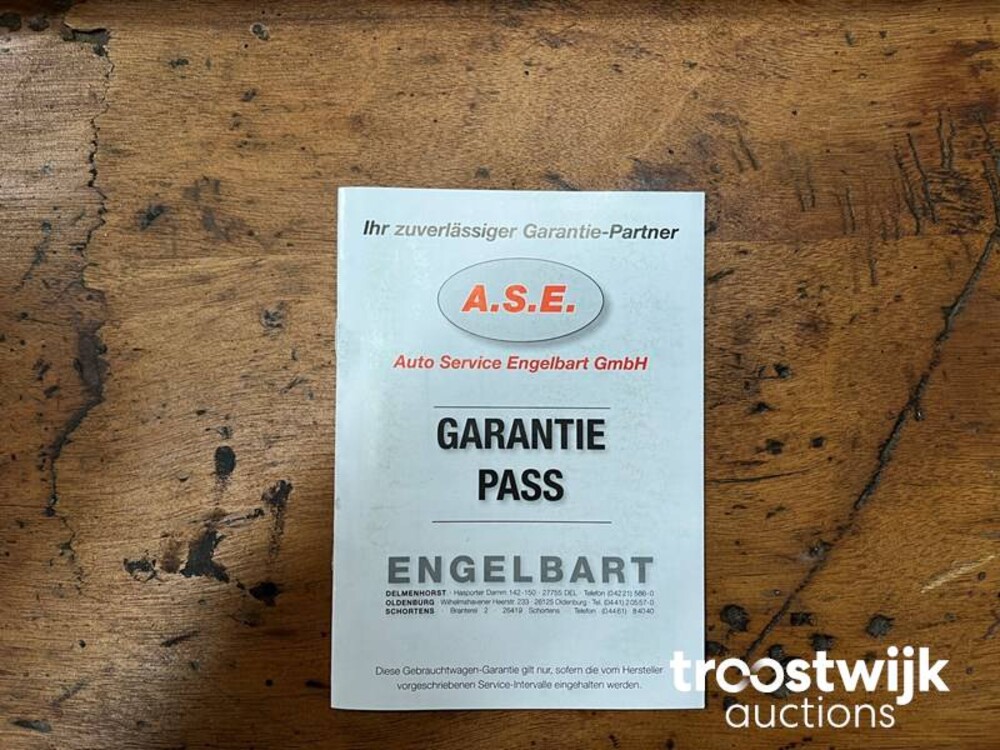 Ihr zuverlässiger Garantie-Partner
A.S.E.
Auto Service Engelbart GmbH
GARANTIE
PASS
ENGELBART
DELMENHORST · Hasporter Damm 142-150 · 27755 DEL · Telefon (04221) 586-0
OLDENBURG · Wilhelmshavener Heerstr. 233 · 26125 Oldenburg · Tel. (0441) 20557-0
SCHORTENS · Branterei 2 · 26419 Schortens · Telefon (04461) 84040
Diese Gebrauchtwagen-Garantie gilt nur, sofern die vom Hersteller
vorgeschriebenen Service-Intervalle eingehalten werden.
troostwijk
auctions